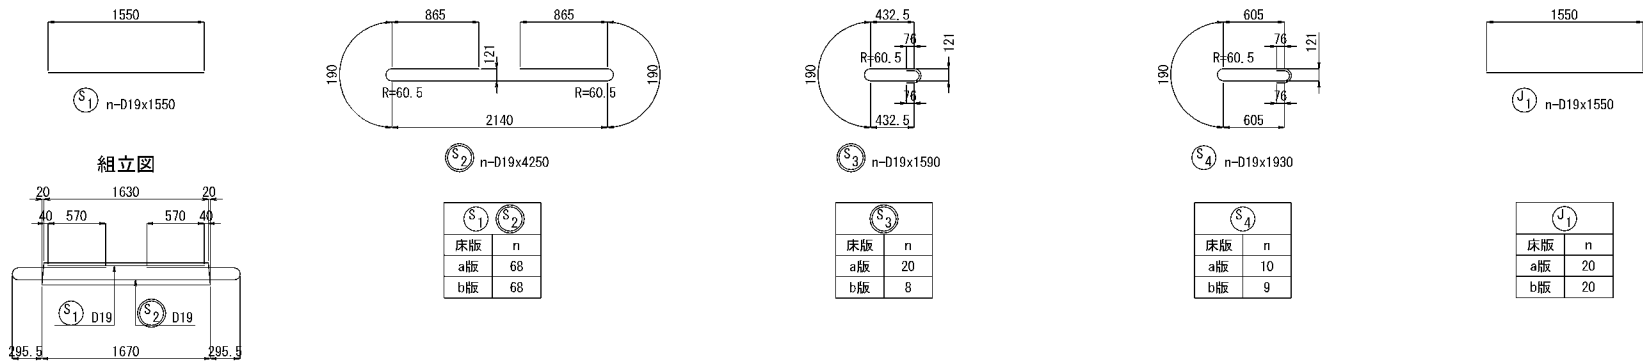 1550
S1 n-D19x1550
865 865
190 121 190
R=60.5 R=60.5
2140
S2 n-D19x4250
432.5
76
R=60.5
190 121
76
432.5
S3 n-D19x1590
605
76
R=60.5
190 121
76
605
S4 n-D19x1930
1550
J1 n-D19x1550
組立図
20 1630 20
40 570 570 40
S1 D19 S2 D19
295.5 1670 295.5
S1 S2
床版 n
a版 68
b版 68
S3
床版 n
a版 20
b版 8
S4
床版 n
a版 10
b版 9
J1
床版 n
a版 20
b版 20